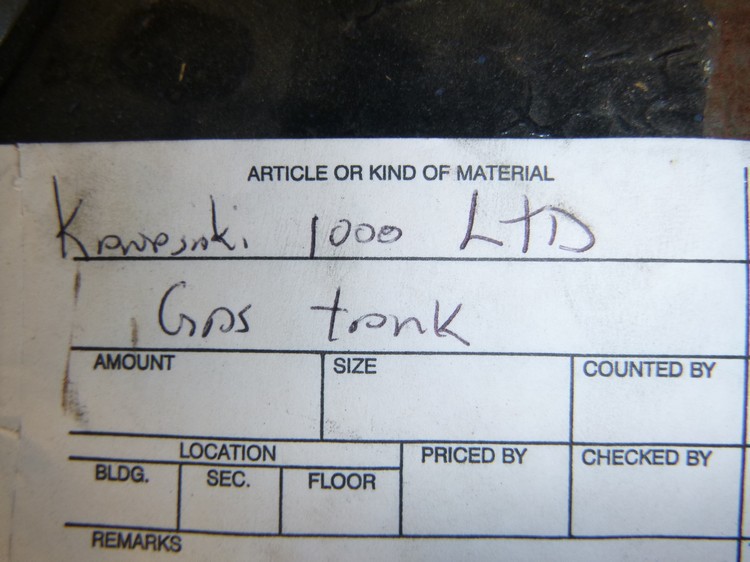 ARTICLE OR KIND OF MATERIAL
Kawasaki 1000 LTD
Gas tank
AMOUNT SIZE COUNTED BY
LOCATION PRICED BY CHECKED BY
BLDG. SEC. FLOOR
REMARKS